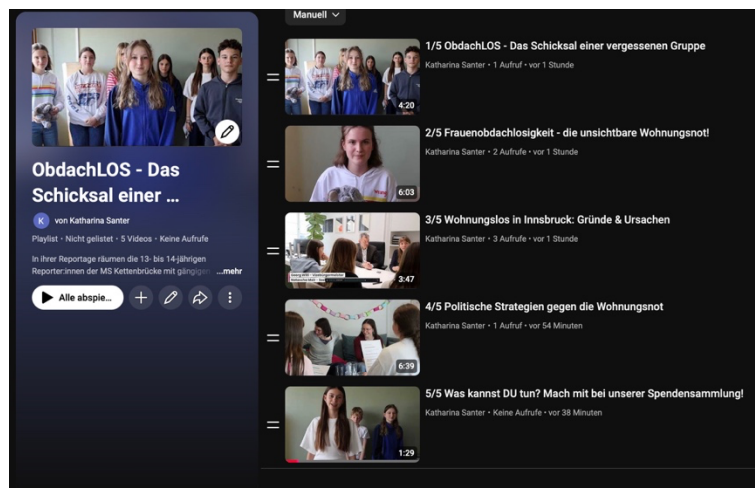 Manuell
ObdachLOS - Das
Schicksal einer ...
K von Katharina Santer
Playlist • Nicht gelistet • 5 Videos • Keine Aufrufe
In ihrer Reportage räumen die 13- bis 14-jährigen
Reporter:innen der MS Kettenbrücke mit gängigen ...mehr
Alle abspie...
1/5 ObdachLOS - Das Schicksal einer vergessenen Gruppe
Katharina Santer • 1 Aufruf • vor 1 Stunde
4:20
2/5 Frauenobdachlosigkeit - die unsichtbare Wohnungsnot!
Katharina Santer • 2 Aufrufe • vor 1 Stunde
6:03
3/5 Wohnungslos in Innsbruck: Gründe & Ursachen
Katharina Santer • 3 Aufrufe • vor 1 Stunde
3:47
4/5 Politische Strategien gegen die Wohnungsnot
Katharina Santer • 1 Aufruf • vor 54 Minuten
6:39
5/5 Was kannst DU tun? Mach mit bei unserer Spendensammlung!
Katharina Santer • Keine Aufrufe • vor 38 Minuten
1:29